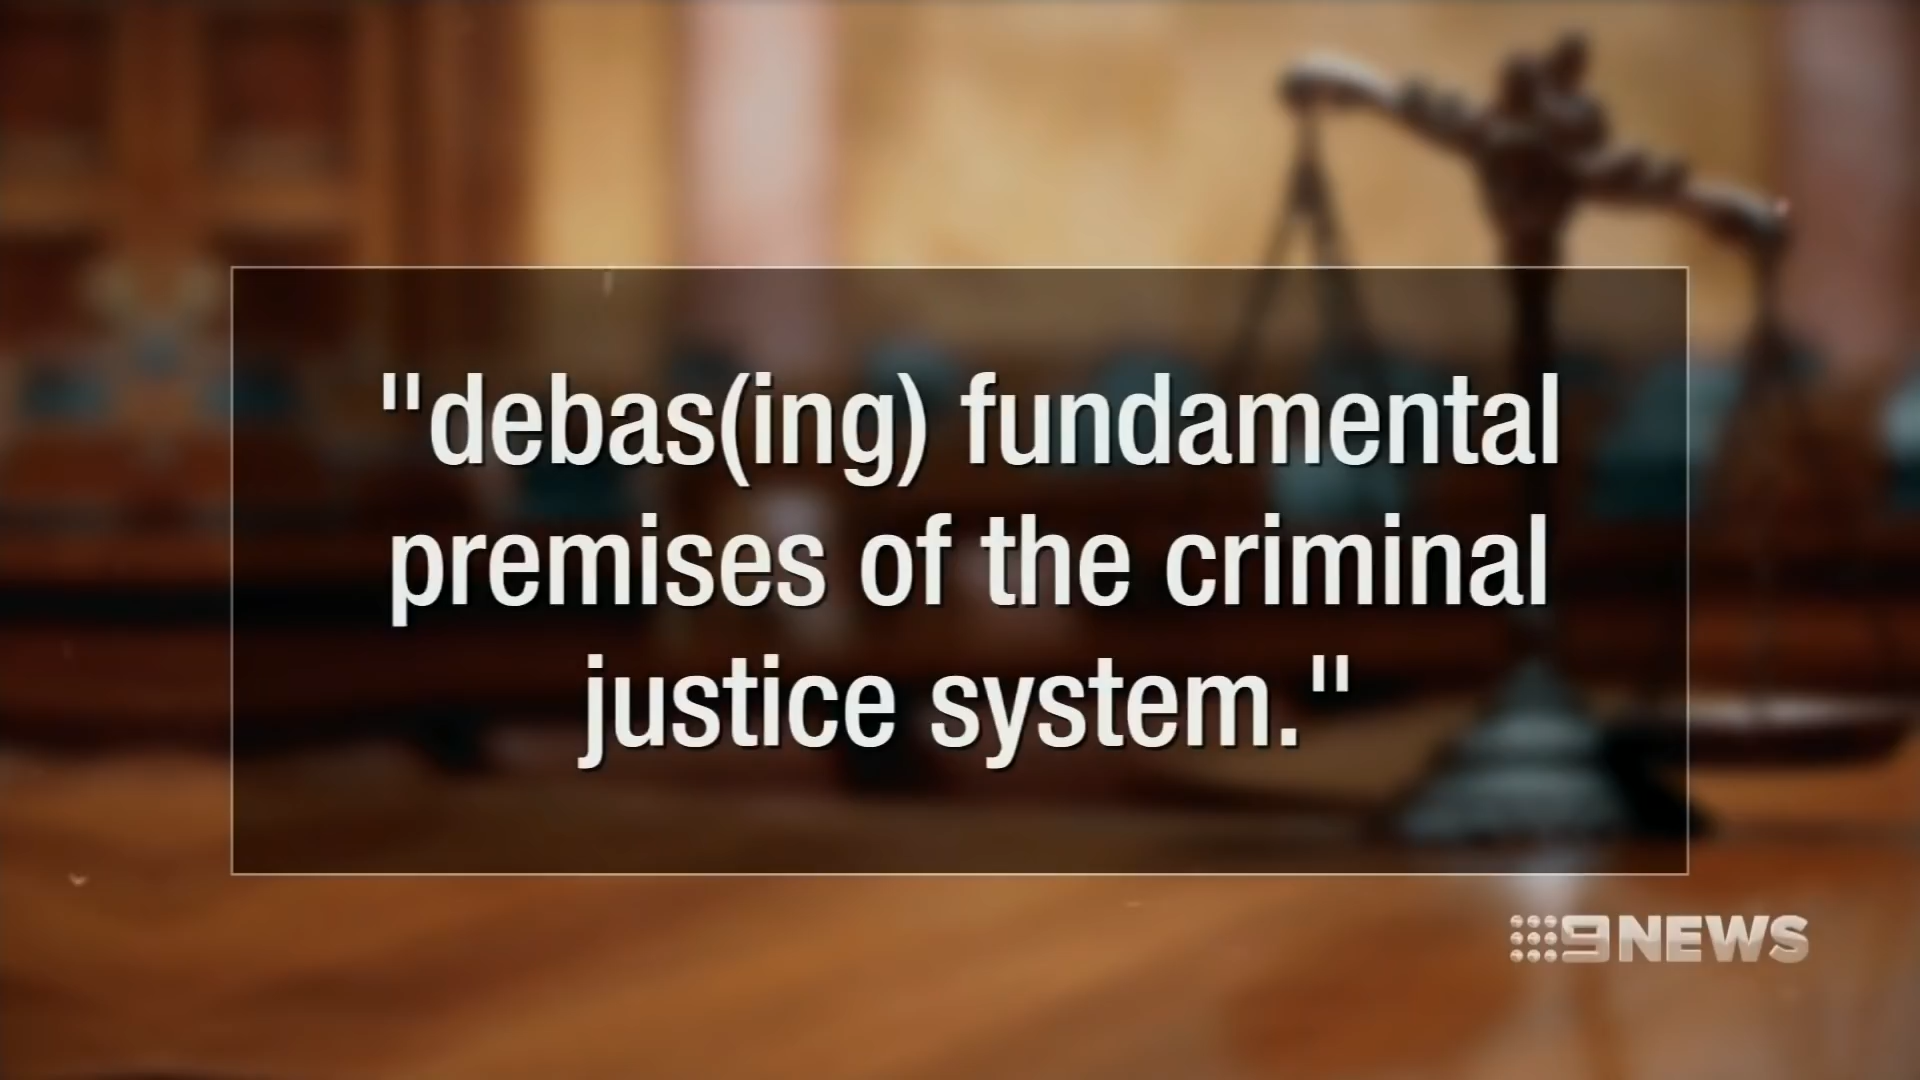 "debas(ing) fundamental
premises of the criminal
justice system."
9NEWS